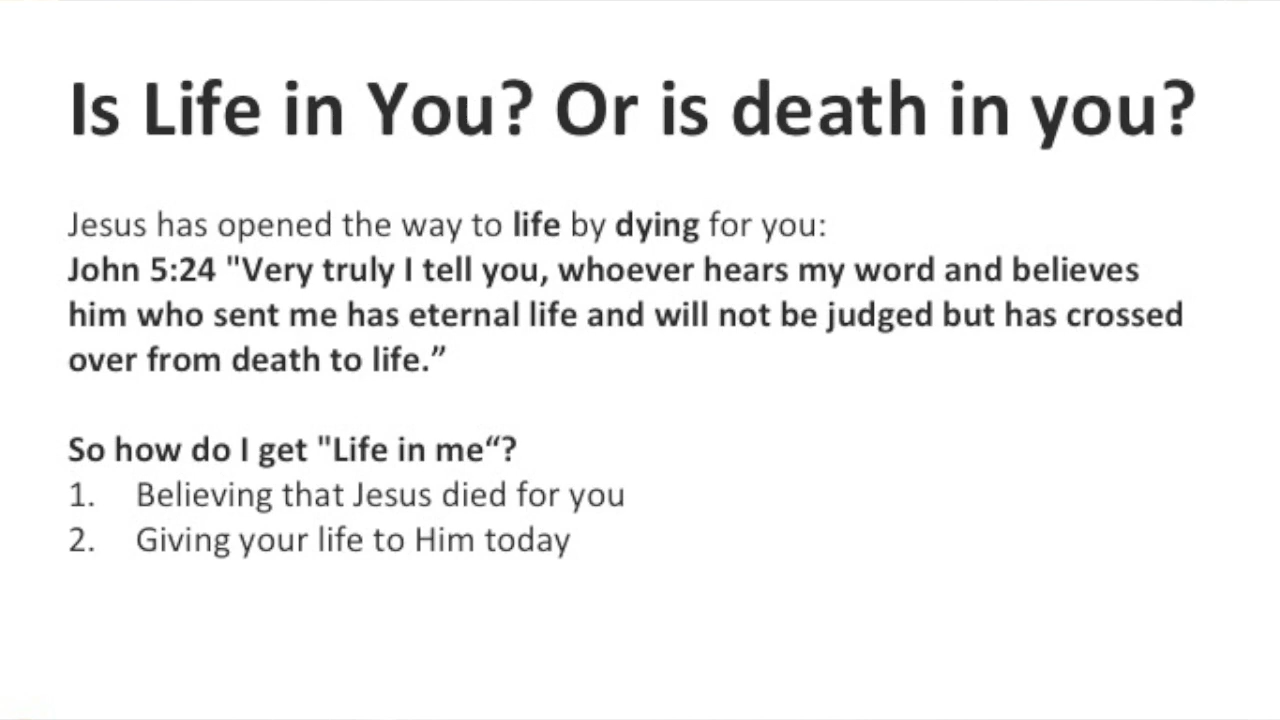 Is Life in You? Or is death in you?
Jesus has opened the way to life by dying for you:
John 5:24 "Very truly I tell you, whoever hears my word and believes
him who sent me has eternal life and will not be judged but has crossed
over from death to life.”
So how do I get "Life in me“?
1. Believing that Jesus died for you
2. Giving your life to Him today